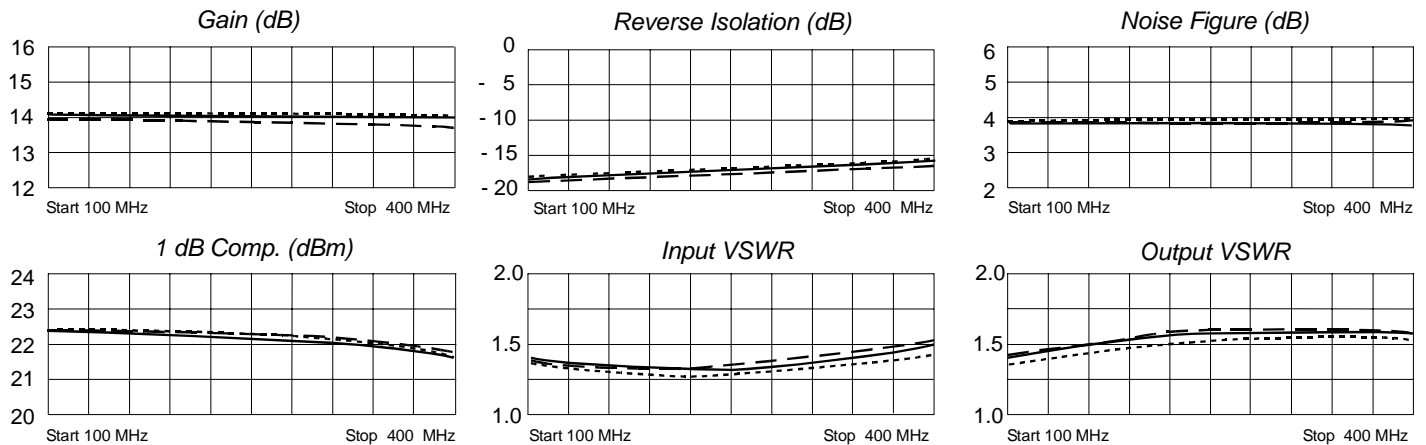 Gain (dB)
16
15
14
13
12
Start 100 MHz Stop 400 MHz
Reverse Isolation (dB)
0
- 5
- 10
- 15
- 20
Start 100 MHz Stop 400 MHz
Noise Figure (dB)
6
5
4
3
2
Start 100 MHz Stop 400 MHz
1 dB Comp. (dBm)
24
23
22
21
20
Start 100 MHz Stop 400 MHz
Input VSWR
2.0
1.5
1.0
Start 100 MHz Stop 400 MHz
Output VSWR
2.0
1.5
1.0
Start 100 MHz Stop 400 MHz